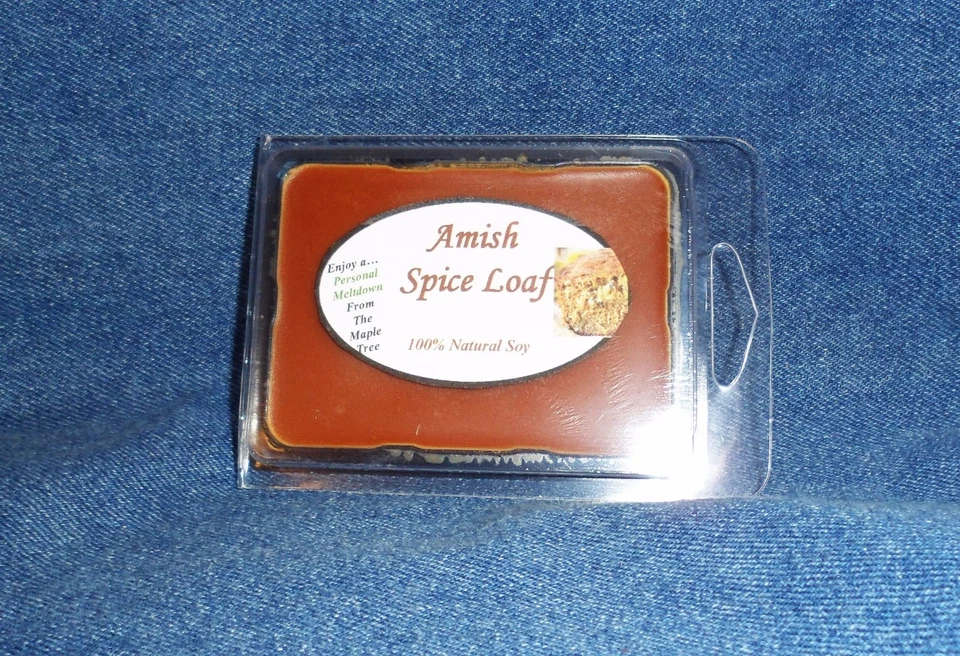 Amish
Spice Loaf
Enjoy a...
Personal
Meltdown
From
The
Maple
Tree
100% Natural Soy